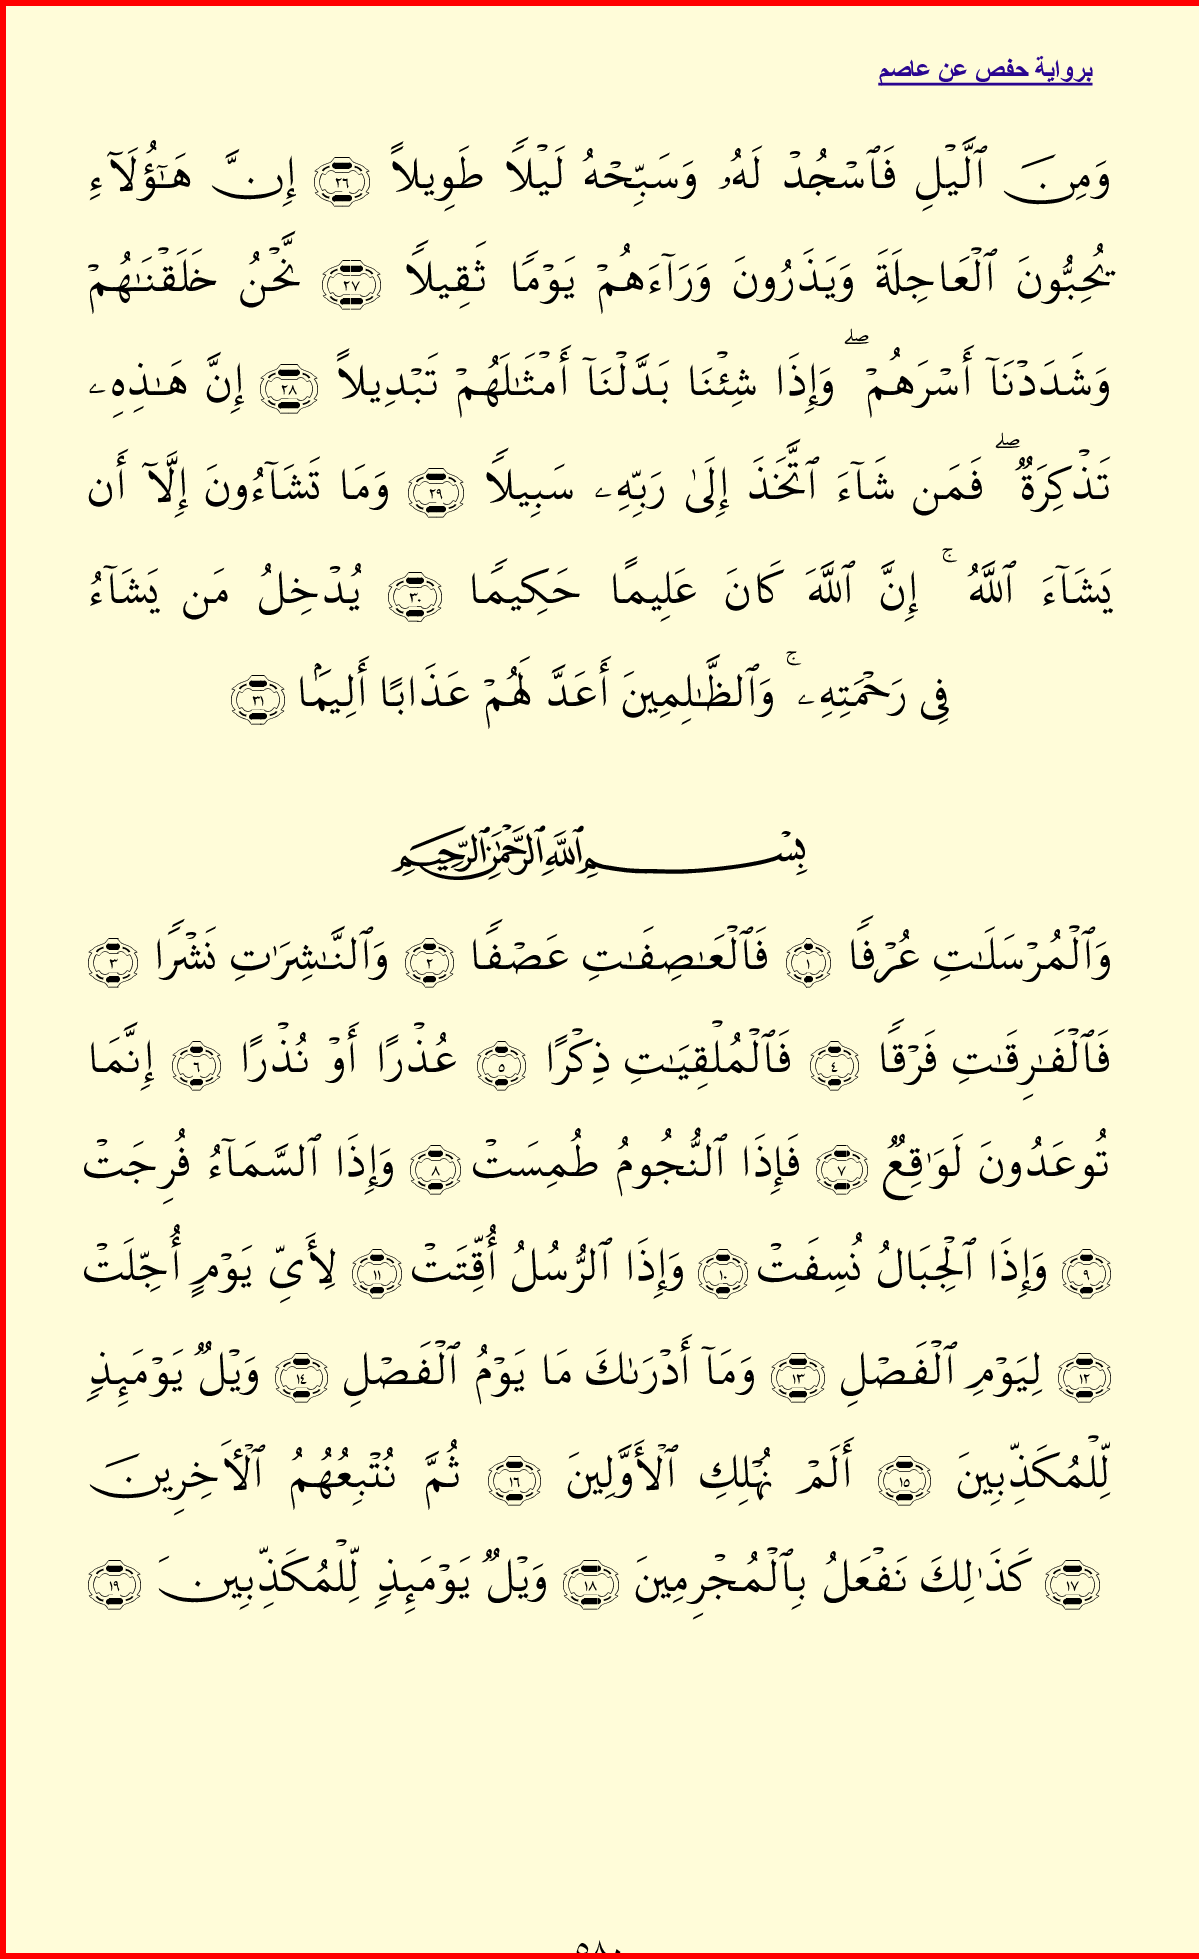 برواية حفص عن عاصم
وَمِنَ ٱلَّيۡلِ فَٱسۡجُدۡ لَهُۥ وَسَبِّحۡهُ لَيۡلًا طَوِيلًا ٢٦ إِنَّ هَٰٓؤُلَآءِ
يُحِبُّونَ ٱلۡعَاجِلَةَ وَيَذَرُونَ وَرَآءَهُمۡ يَوۡمًا ثَقِيلًا ٢٧ نَّحۡنُ خَلَقۡنَٰهُمۡ
وَشَدَدۡنَآ أَسۡرَهُمۡۖ وَإِذَا شِئۡنَا بَدَّلۡنَآ أَمۡثَٰلَهُمۡ تَبۡدِيلًا ٢٨ إِنَّ هَٰذِهِۦ
تَذۡكِرَةٌۖ فَمَن شَآءَ ٱتَّخَذَ إِلَىٰ رَبِّهِۦ سَبِيلًا ٢٩ وَمَا تَشَآءُونَ إِلَّآ أَن
يَشَآءَ ٱللَّهُۚ إِنَّ ٱللَّهَ كَانَ عَلِيمًا حَكِيمًا ٣٠ يُدۡخِلُ مَن يَشَآءُ
فِي رَحۡمَتِهِۦۚ وَٱلظَّٰلِمِينَ أَعَدَّ لَهُمۡ عَذَابًا أَلِيمَۢا ٣١
بِسۡمِ ٱللَّهِ ٱلرَّحۡمَٰنِ ٱلرَّحِيمِ
وَٱلۡمُرۡسَلَٰتِ عُرۡفًا ١ فَٱلۡعَٰصِفَٰتِ عَصۡفًا ٢ وَٱلنَّٰشِرَٰتِ نَشۡرًا ٣
فَٱلۡفَٰرِقَٰتِ فَرۡقًا ٤ فَٱلۡمُلۡقِيَٰتِ ذِكۡرًا ٥ عُذۡرًا أَوۡ نُذۡرًا ٦ إِنَّمَا
تُوعَدُونَ لَوَٰقِعٌ ٧ فَإِذَا ٱلنُّجُومُ طُمِسَتۡ ٨ وَإِذَا ٱلسَّمَآءُ فُرِجَتۡ
٩ وَإِذَا ٱلۡجِبَالُ نُسِفَتۡ ١٠ وَإِذَا ٱلرُّسُلُ أُقِّتَتۡ ١١ لِأَيِّ يَوۡمٍ أُجِّلَتۡ
١٢ لِيَوۡمِ ٱلۡفَصۡلِ ١٣ وَمَآ أَدۡرَىٰكَ مَا يَوۡمُ ٱلۡفَصۡلِ ١٤ وَيۡلٌ يَوۡمَئِذٍ
لِّلۡمُكَذِّبِينَ ١٥ أَلَمۡ نُهۡلِكِ ٱلۡأَوَّلِينَ ١٦ ثُمَّ نُتۡبِعُهُمُ ٱلۡأٓخِرِينَ
١٧ كَذَٰلِكَ نَفۡعَلُ بِٱلۡمُجۡرِمِينَ ١٨ وَيۡلٌ يَوۡمَئِذٍ لِّلۡمُكَذِّبِينَ ١٩
٥٨٠